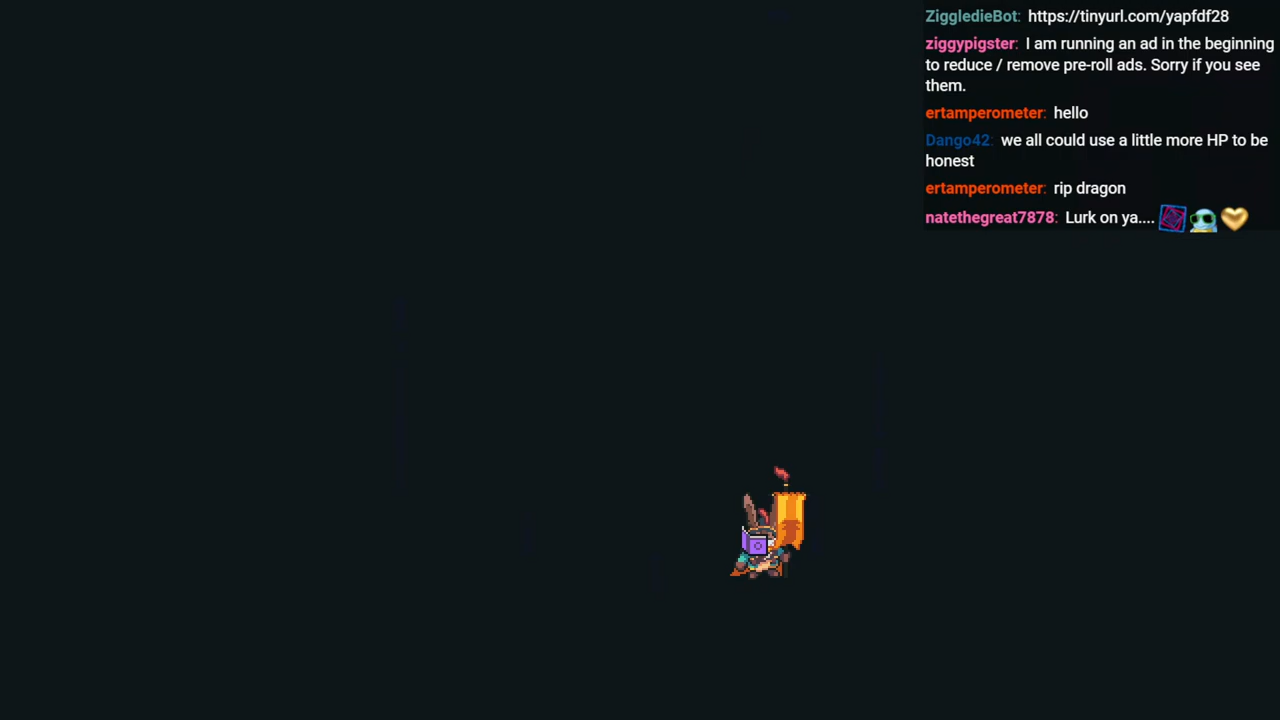 ZiggledieBot: https://tinyurl.com/yapfdf28
ziggypigster: I am running an ad in the beginning
to reduce / remove pre-roll ads. Sorry if you see
them.
ertamperometer: hello
Dango42: we all could use a little more HP to be
honest
ertamperometer: rip dragon
natethegreat7878: Lurk on ya....